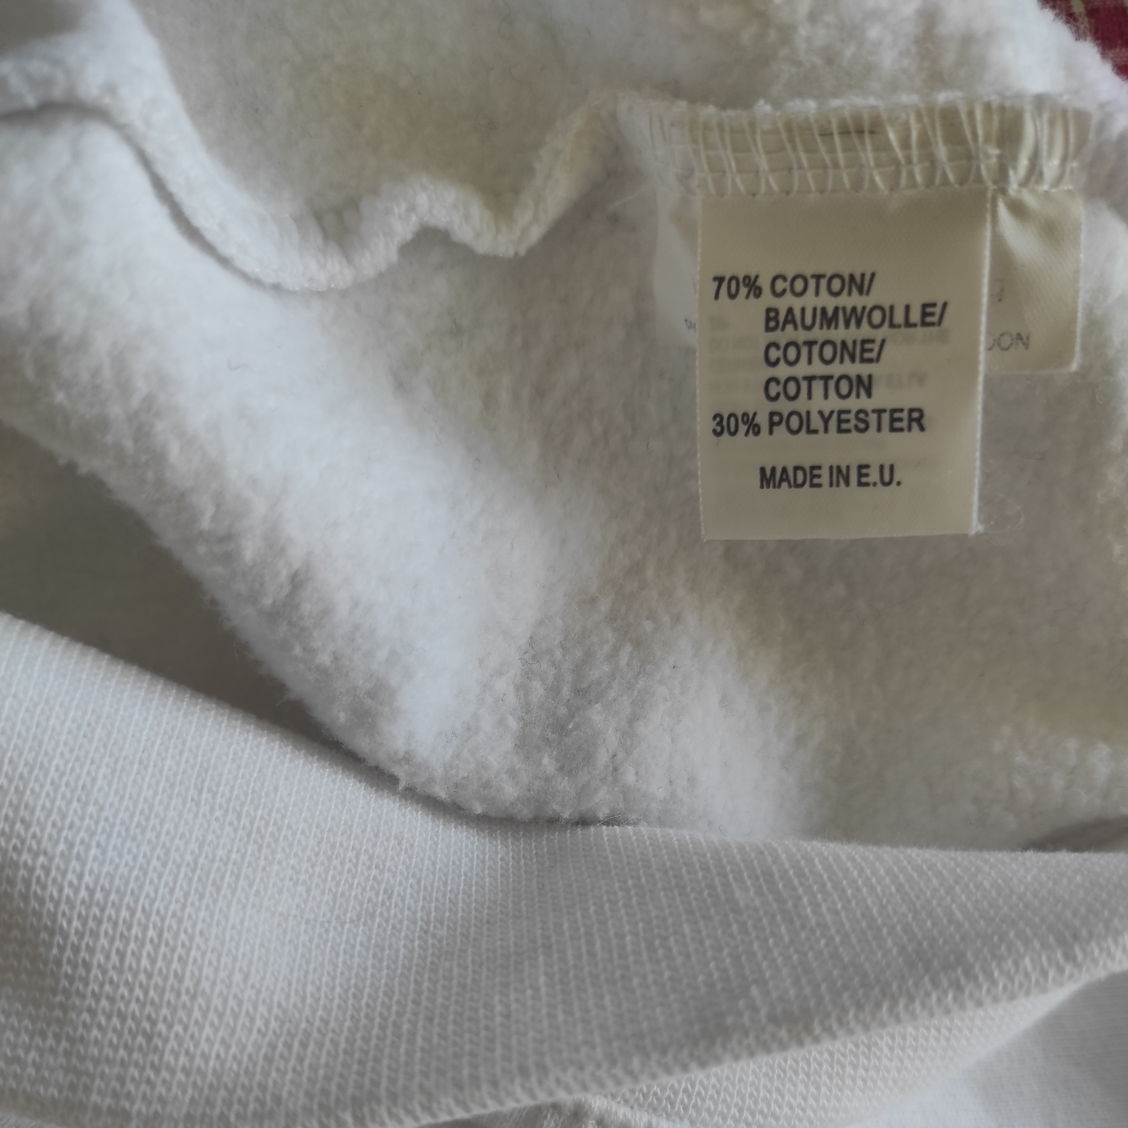 70% COTON/
BAUMWOLLE/
COTONE/
COTTON
30% POLYESTER
MADE IN E.U.